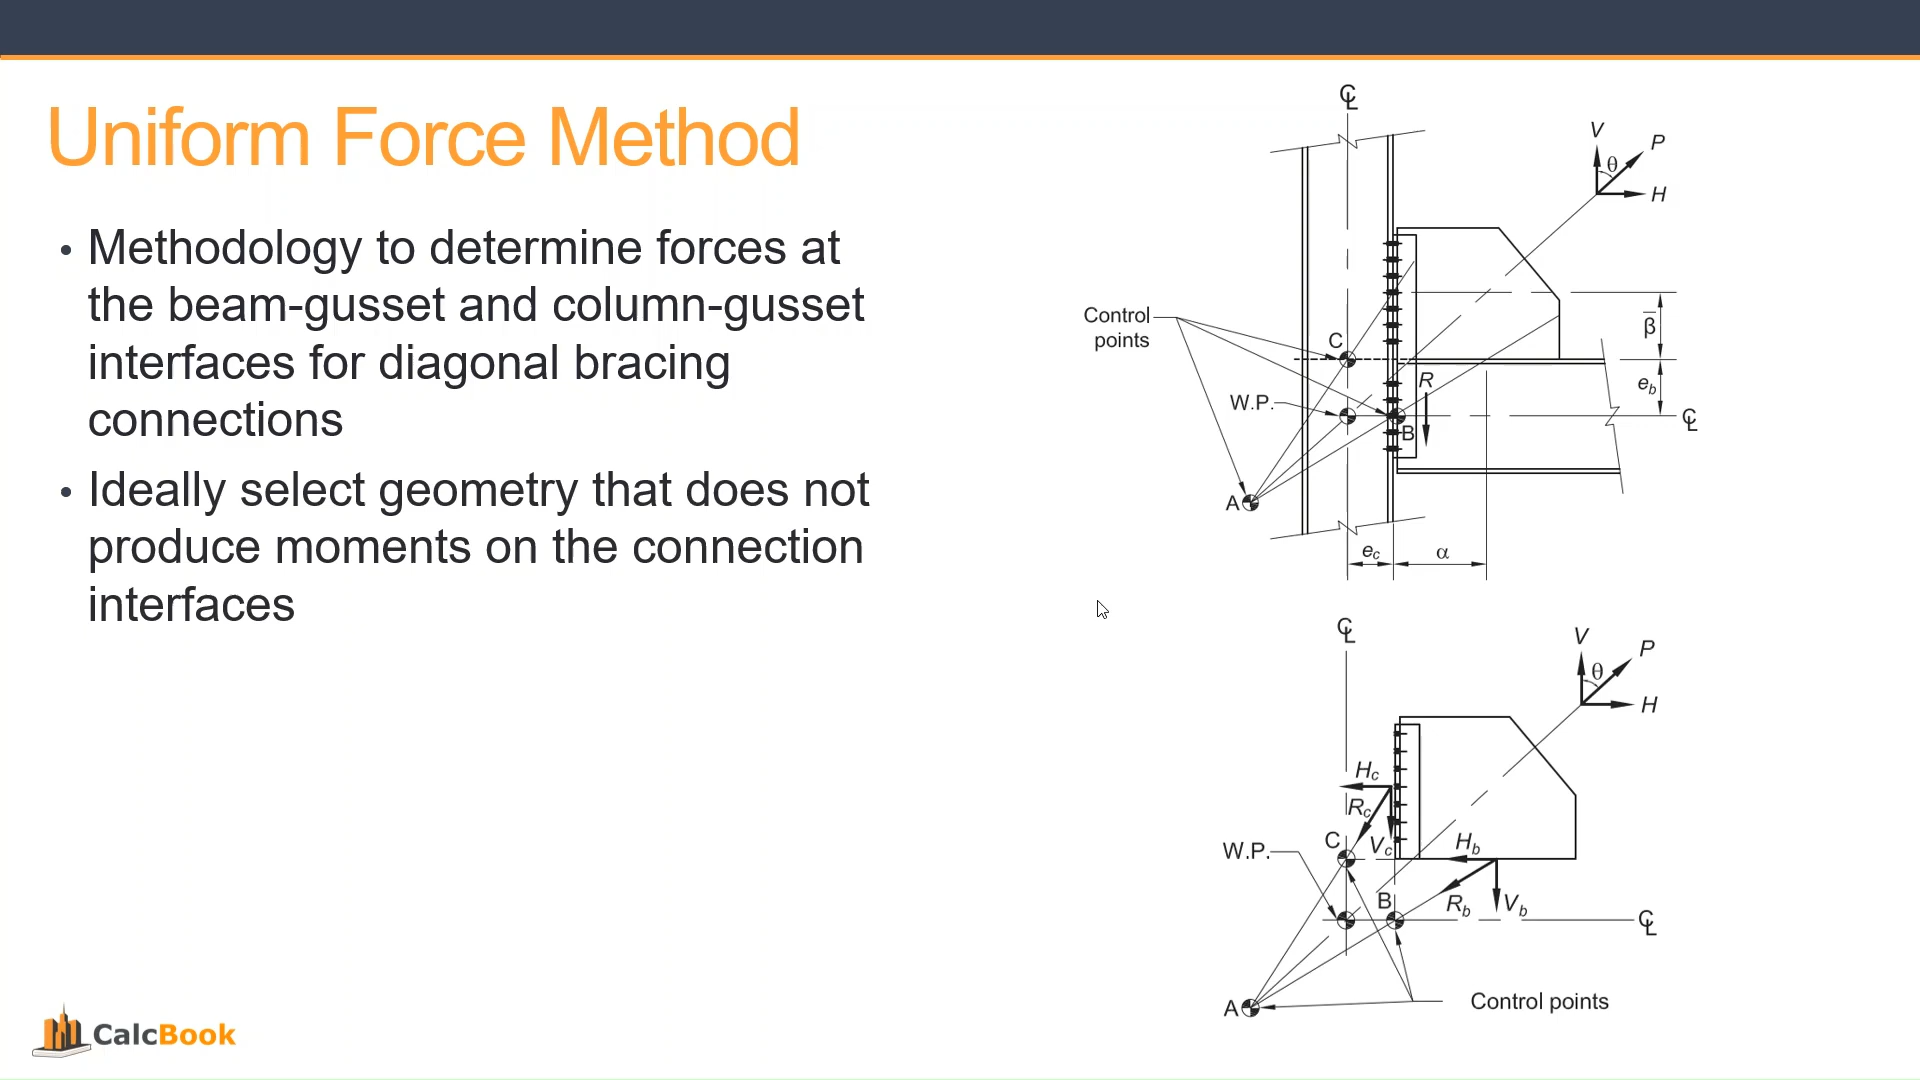 Uniform Force Method
• Methodology to determine forces at
the beam-gusset and column-gusset
interfaces for diagonal bracing
connections
• Ideally select geometry that does not
produce moments on the connection
interfaces
℄
V
P
θ
H
Control
points
C
β̅
R
e_b
W.P.
B
℄
A
e_c
α
℄
V
P
θ
H
H_c
R_c
C
V_c
H_b
W.P.
B
R_b
V_b
℄
A
Control points
CalcBook